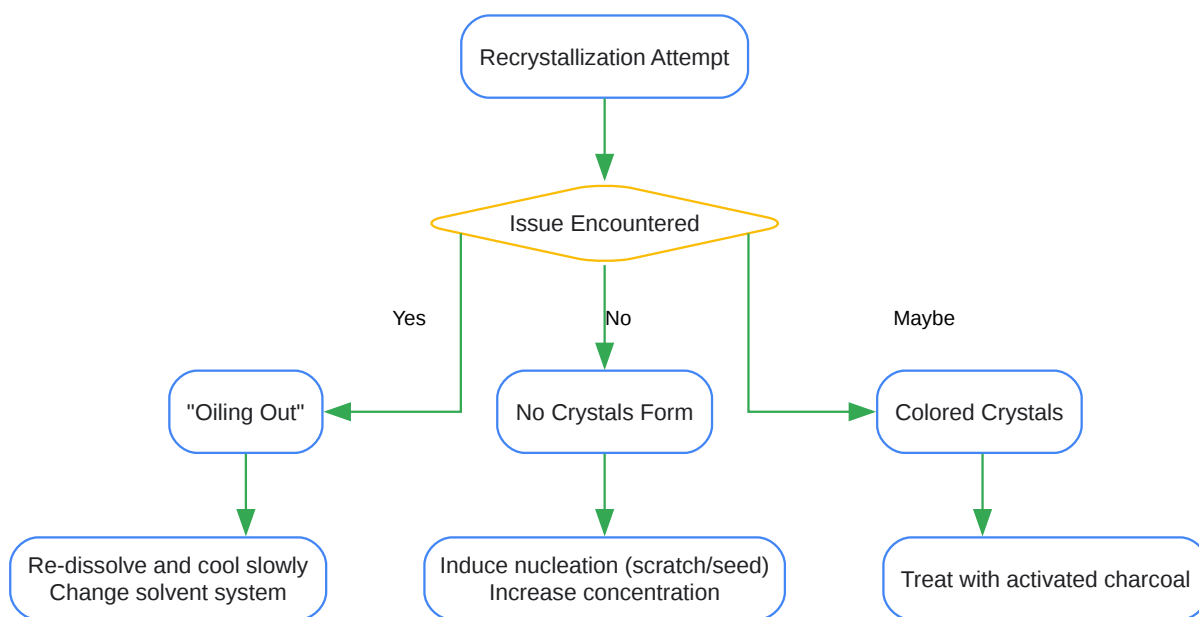 Recrystallization Attempt
Issue Encountered
Yes
No
Maybe
"Oiling Out"
No Crystals Form
Colored Crystals
Re-dissolve and cool slowly
Change solvent system
Induce nucleation (scratch/seed)
Increase concentration
Treat with activated charcoal